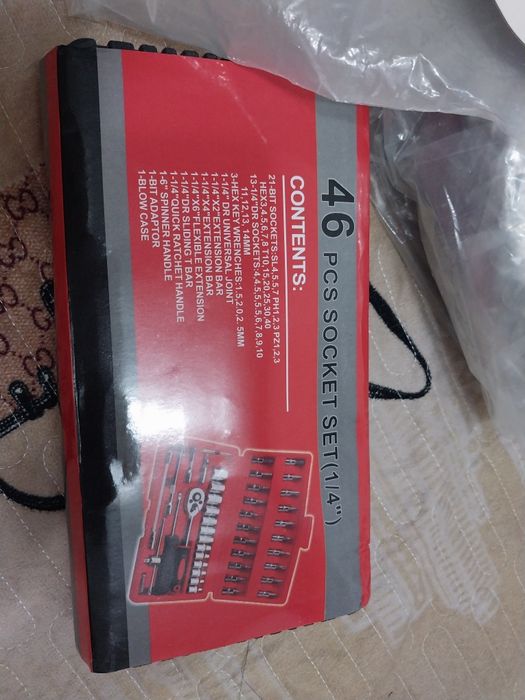 46 PCS SOCKET SET(1/4")
CONTENTS:
21-BIT SOCKETS:SL4,5.5,7 PH1,2,3 PZ1,2,3
HEX3,4,5,6,7,8 T10,15,20,25,30,40
13-1/4"DR SOCKETS:4,4.5,5,5.5,6,7,8,9,10
11,12,13,14MM
3-HEX KEY WRENCHES:1.5,2.0,2.5MM
1-1/4" DR UNIVERSAL JOINT
1-1/4"X2"EXTENSION BAR
1-1/4"X4"EXTENSION BAR
1-1/4"X6"FLEXIBLE EXTENSION
1-1/4"DR SLIDING T BAR
1-1/4"QUICK RATCHET HANDLE
1-6" SPINNER HANDLE
1-BIT ADAPTOR
1-BLOW CASE